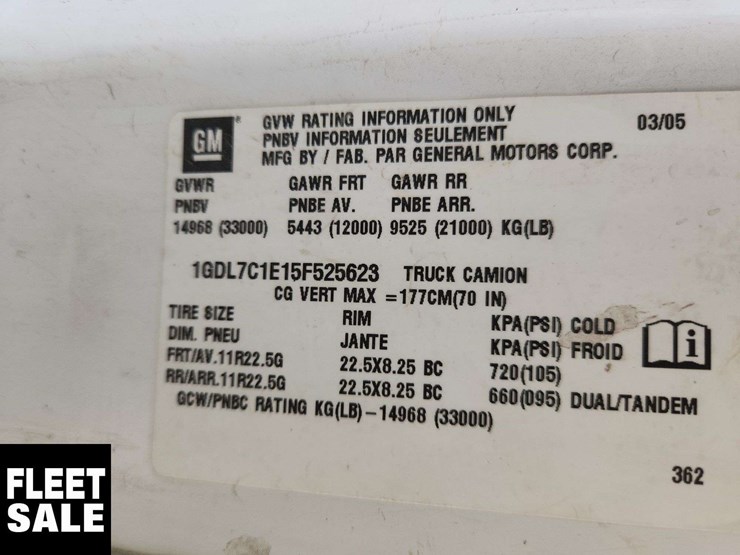 GM
GVW RATING INFORMATION ONLY 03/05
PNBV INFORMATION SEULEMENT
MFG BY / FAB. PAR GENERAL MOTORS CORP.
GVWR GAWR FRT GAWR RR
PNBV PNBE AV. PNBE ARR.
14968 (33000) 5443 (12000) 9525 (21000) KG(LB)
1GDL7C1E15F525623 TRUCK CAMION
CG VERT MAX =177CM(70 IN)
TIRE SIZE RIM KPA(PSI) COLD
DIM. PNEU JANTE KPA(PSI) FROID
FRT/AV.11R22.5G 22.5X8.25 BC 720(105)
RR/ARR.11R22.5G 22.5X8.25 BC 660(095) DUAL/TANDEM
GCW/PNBC RATING KG(LB)-14968 (33000)
362
FLEET
SALE